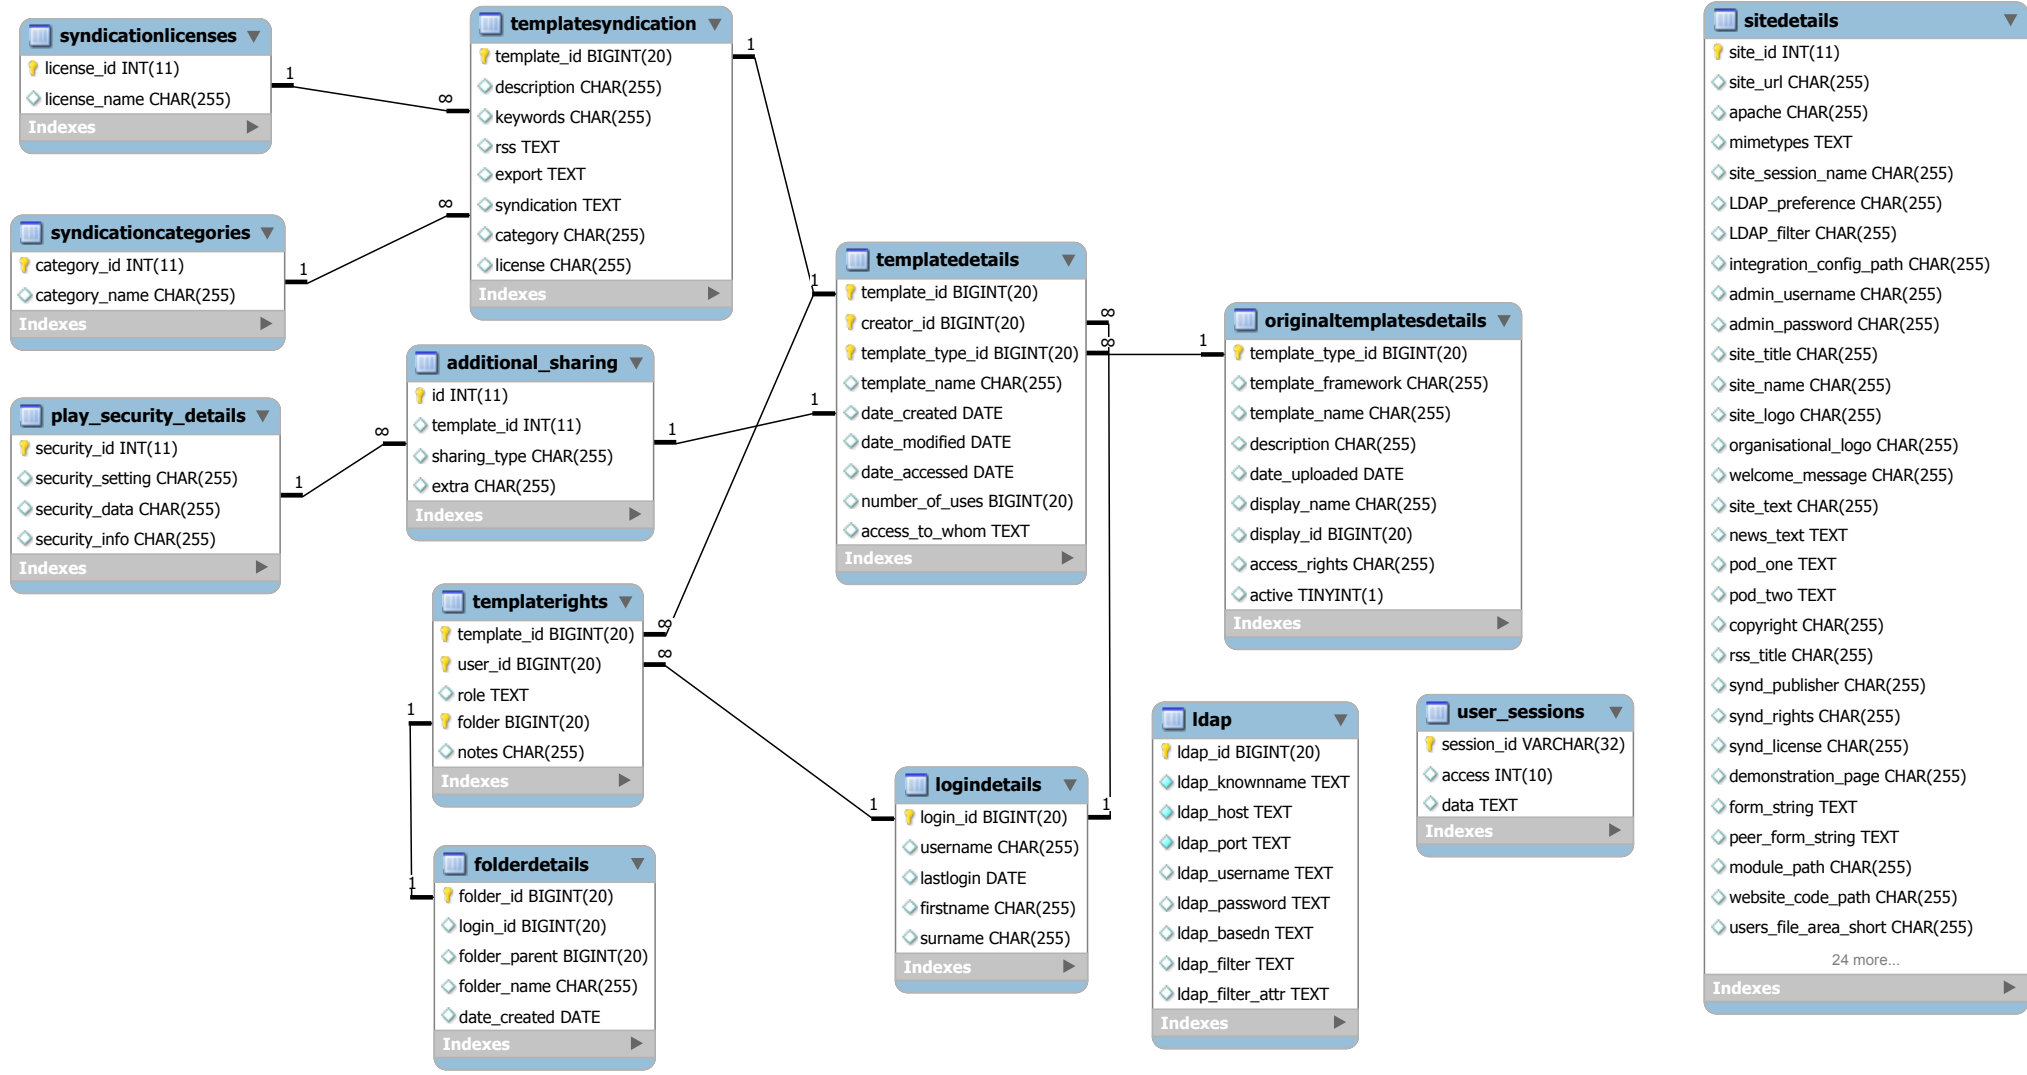 syndicationlicenses
license_id INT(11)
license_name CHAR(255)
Indexes
syndicationcategories
category_id INT(11)
category_name CHAR(255)
Indexes
play_security_details
security_id INT(11)
security_setting CHAR(255)
security_data CHAR(255)
security_info CHAR(255)
Indexes
templatesyndication
template_id BIGINT(20)
description CHAR(255)
keywords CHAR(255)
rss TEXT
export TEXT
syndication TEXT
category CHAR(255)
license CHAR(255)
Indexes
additional_sharing
id INT(11)
template_id INT(11)
sharing_type CHAR(255)
extra CHAR(255)
Indexes
templaterights
template_id BIGINT(20)
user_id BIGINT(20)
role TEXT
folder BIGINT(20)
notes CHAR(255)
Indexes
folderdetails
folder_id BIGINT(20)
login_id BIGINT(20)
folder_parent BIGINT(20)
folder_name CHAR(255)
date_created DATE
Indexes
templatedetails
template_id BIGINT(20)
creator_id BIGINT(20)
template_type_id BIGINT(20)
template_name CHAR(255)
date_created DATE
date_modified DATE
date_accessed DATE
number_of_uses BIGINT(20)
access_to_whom TEXT
Indexes
logindetails
login_id BIGINT(20)
username CHAR(255)
lastlogin DATE
firstname CHAR(255)
surname CHAR(255)
Indexes
originaltemplatesdetails
template_type_id BIGINT(20)
template_framework CHAR(255)
template_name CHAR(255)
description CHAR(255)
date_uploaded DATE
display_name CHAR(255)
display_id BIGINT(20)
access_rights CHAR(255)
active TINYINT(1)
Indexes
ldap
ldap_id BIGINT(20)
ldap_knownname TEXT
ldap_host TEXT
ldap_port TEXT
ldap_username TEXT
ldap_password TEXT
ldap_basedn TEXT
ldap_filter TEXT
ldap_filter_attr TEXT
Indexes
user_sessions
session_id VARCHAR(32)
access INT(10)
data TEXT
Indexes
sitedetails
site_id INT(11)
site_url CHAR(255)
apache CHAR(255)
mimetypes TEXT
site_session_name CHAR(255)
LDAP_preference CHAR(255)
LDAP_filter CHAR(255)
integration_config_path CHAR(255)
admin_username CHAR(255)
admin_password CHAR(255)
site_title CHAR(255)
site_name CHAR(255)
site_logo CHAR(255)
organisational_logo CHAR(255)
welcome_message CHAR(255)
site_text CHAR(255)
news_text TEXT
pod_one TEXT
pod_two TEXT
copyright CHAR(255)
rss_title CHAR(255)
synd_publisher CHAR(255)
synd_rights CHAR(255)
synd_license CHAR(255)
demonstration_page CHAR(255)
form_string TEXT
peer_form_string TEXT
module_path CHAR(255)
website_code_path CHAR(255)
users_file_area_short CHAR(255)
24 more...
Indexes
1
∞
1
∞
1
∞
1
1
1
1
∞
∞
1
1
∞
∞
1
1
1
1